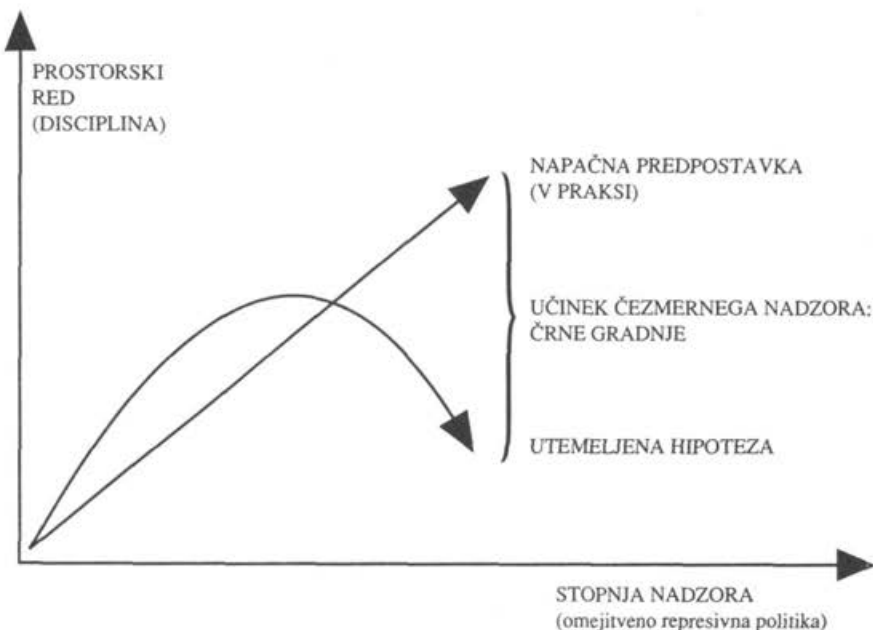 PROSTORSKI
RED
(DISCIPLINA)
NAPAČNA PREDPOSTAVKA
(V PRAKSI)
UČINEK ČEZMERNEGA NADZORA:
ČRNE GRADNJE
UTEMELJENA HIPOTEZA
STOPNJA NADZORA
(omejitveno represivna politika)